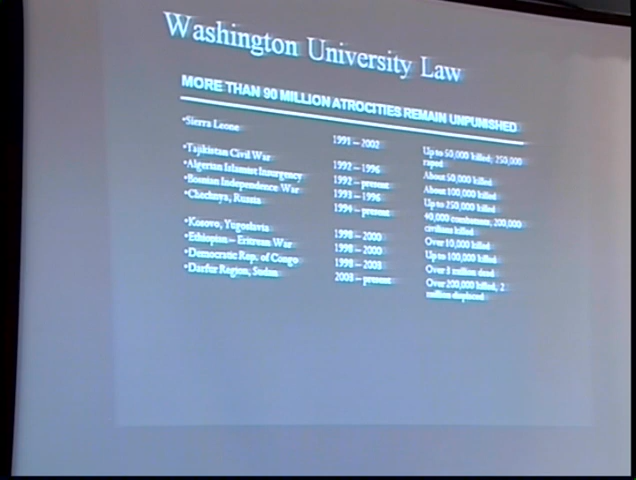 Washington University Law
MORE THAN 90 MILLION ATROCITIES REMAIN UNPUNISHED
•Sierra Leone 1991 – 2002 Up to 50,000 killed; 250,000
raped
•Tajikistan Civil War 1992 – 1996 About 50,000 killed
•Algerian Islamist Insurgency 1992 – present About 100,000 killed
•Bosnian Independence War 1993 – 1996 Up to 250,000 killed
•Chechnya, Russia 1994 – present 40,000 combatants; 200,000
civilians killed
•Kosovo, Yugoslavia 1998 – 2000 Over 10,000 killed
•Ethiopian – Eritrean War 1998 – 2000 Up to 100,000 killed
•Democratic Rep. of Congo 1998 – 2003 Over 3 million dead
•Darfur Region, Sudan 2003 – present Over 200,000 killed; 2
million displaced